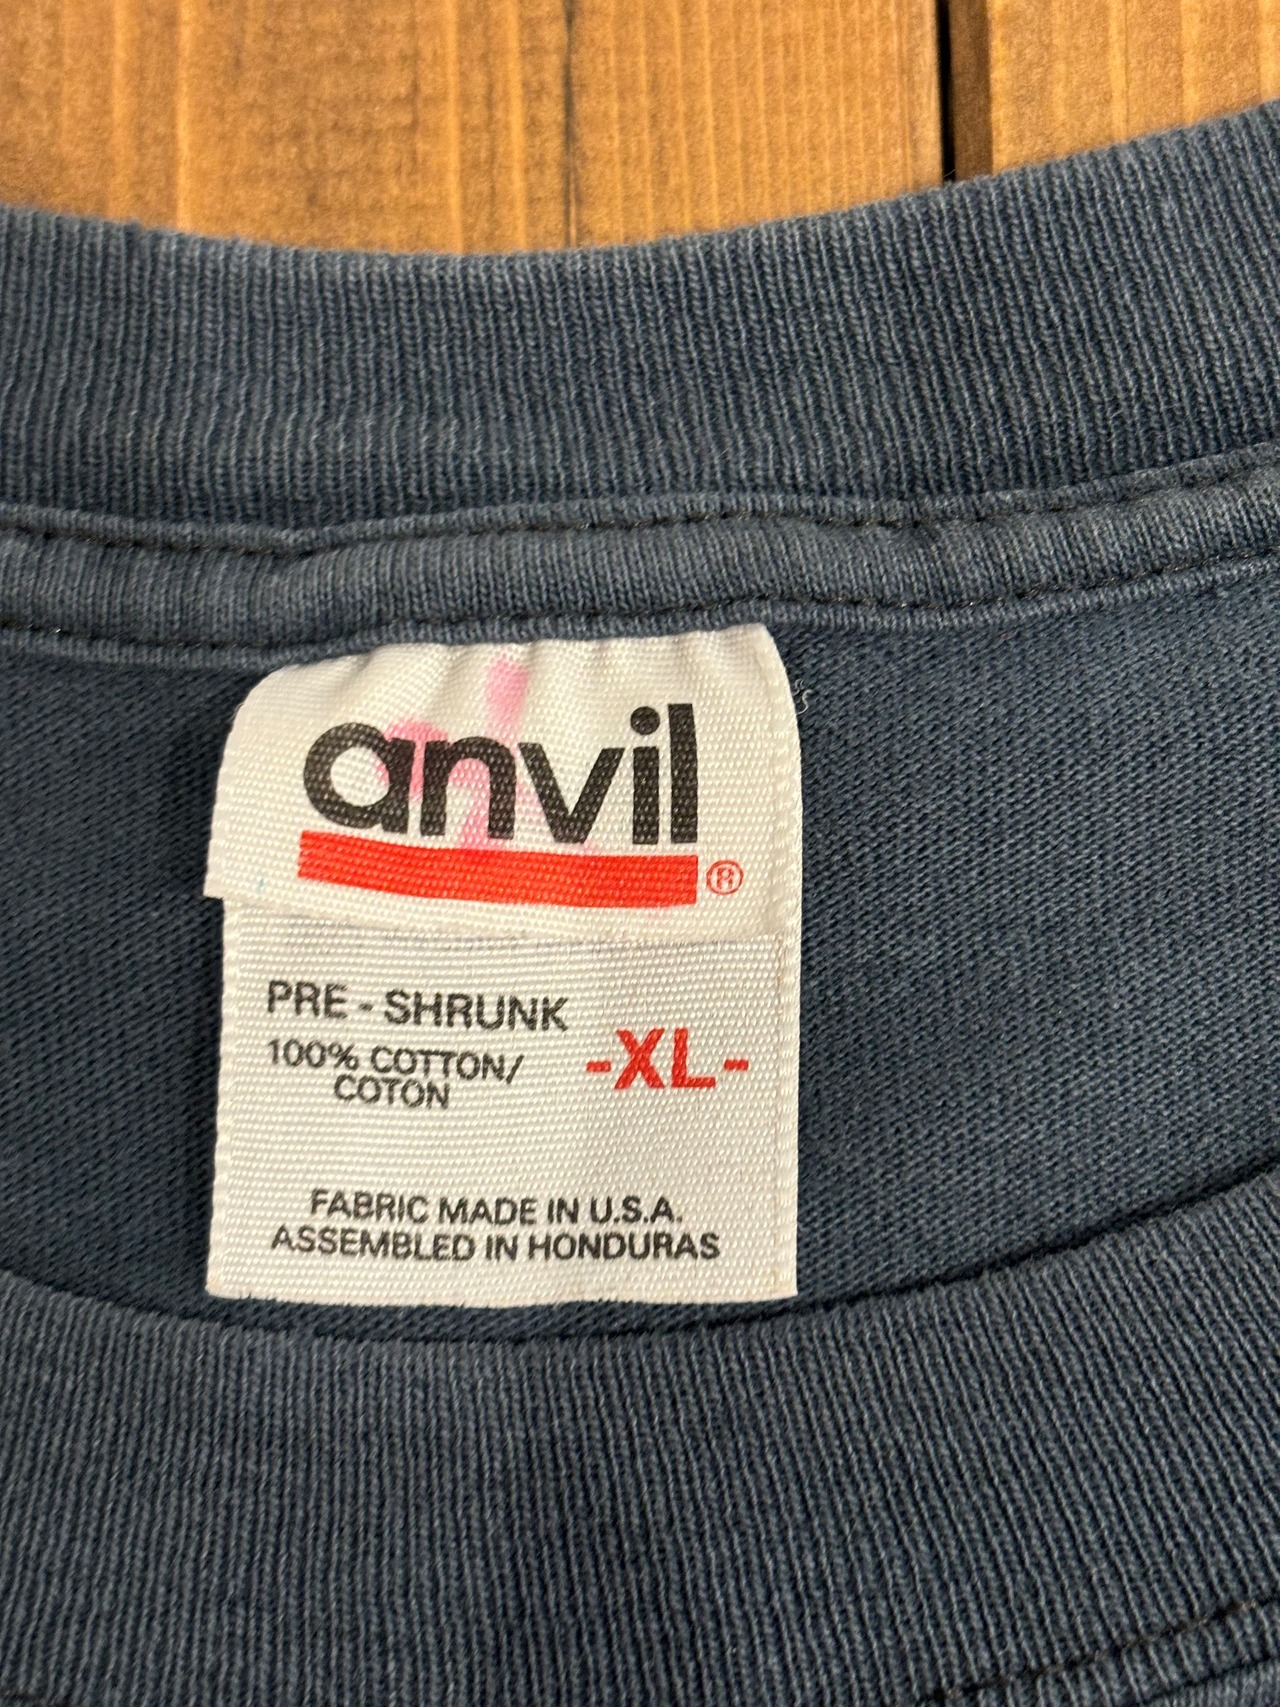 anvil®
PRE-SHRUNK
100% COTTON/
COTON
-XL-
FABRIC MADE IN U.S.A.
ASSEMBLED IN HONDURAS